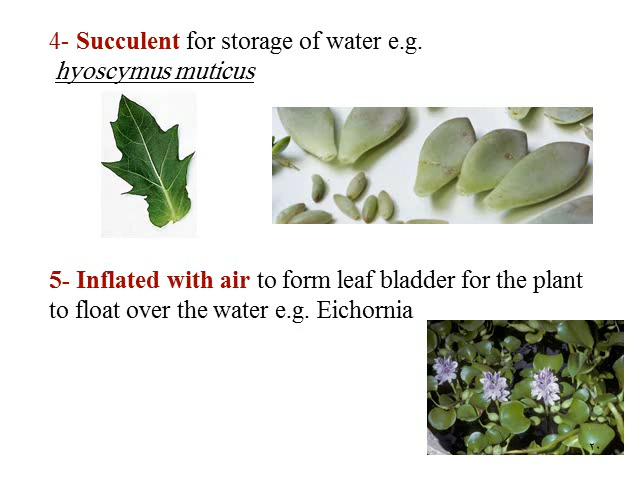 4- Succulent for storage of water e.g.
hyoscymus muticus
5- Inflated with air to form leaf bladder for the plant
to float over the water e.g. Eichornia
٢٠